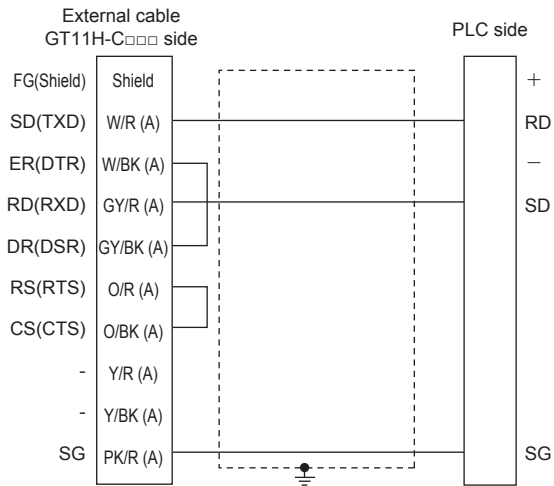 External cable
GT11H-C□□□ side
PLC side
FG(Shield) Shield +
SD(TXD) W/R (A) RD
ER(DTR) W/BK (A) −
RD(RXD) GY/R (A) SD
DR(DSR) GY/BK (A)
RS(RTS) O/R (A)
CS(CTS) O/BK (A)
- Y/R (A)
- Y/BK (A)
SG PK/R (A) SG